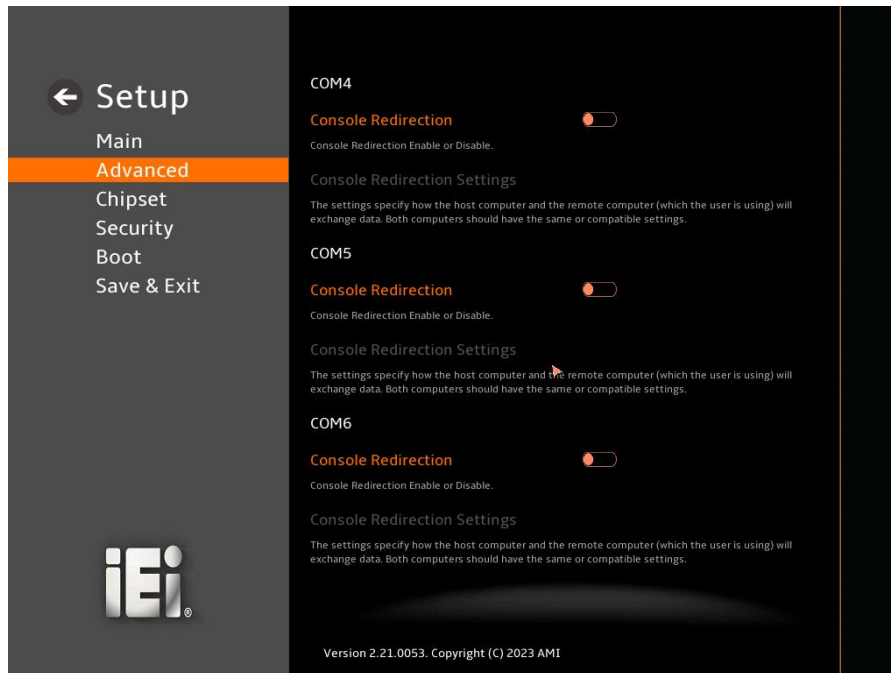 Setup
Main
Advanced
Chipset
Security
Boot
Save & Exit
COM4
Console Redirection
Console Redirection Enable or Disable.
Console Redirection Settings
The settings specify how the host computer and the remote computer (which the user is using) will
exchange data. Both computers should have the same or compatible settings.
COM5
Console Redirection
Console Redirection Enable or Disable.
Console Redirection Settings
The settings specify how the host computer and the remote computer (which the user is using) will
exchange data. Both computers should have the same or compatible settings.
COM6
Console Redirection
Console Redirection Enable or Disable.
Console Redirection Settings
The settings specify how the host computer and the remote computer (which the user is using) will
exchange data. Both computers should have the same or compatible settings.
iEi®
Version 2.21.0053. Copyright (C) 2023 AMI